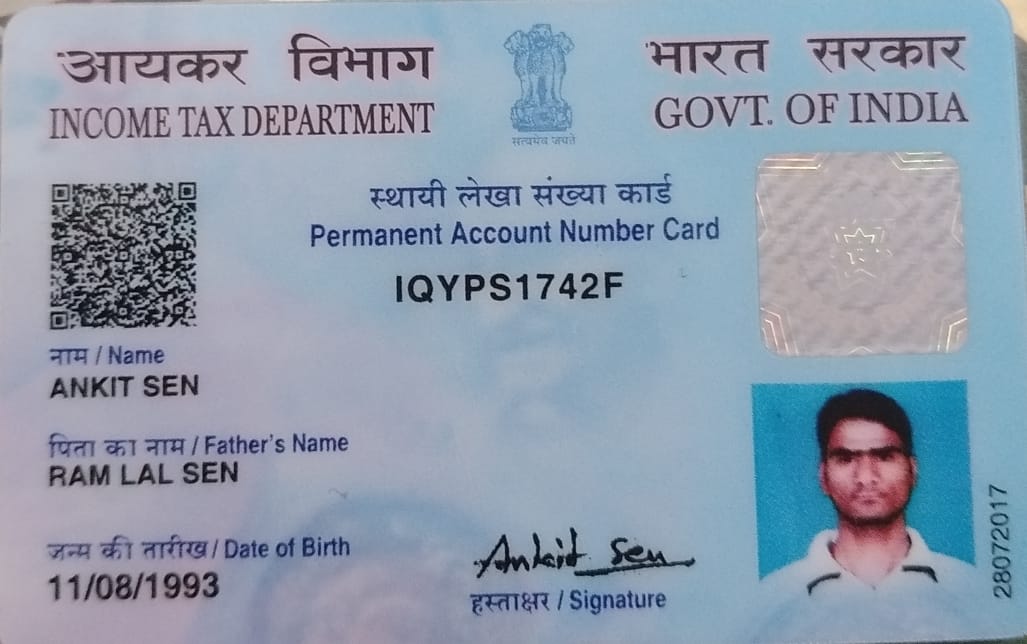 आयकर विभाग
INCOME TAX DEPARTMENT
सत्यमेव जयते
भारत सरकार
GOVT. OF INDIA
स्थायी लेखा संख्या कार्ड
Permanent Account Number Card
IQYPS1742F
नाम / Name
ANKIT SEN
पिता का नाम / Father's Name
RAM LAL SEN
जन्म की तारीख / Date of Birth
11/08/1993
Ankit Sen
हस्ताक्षर / Signature
28072017